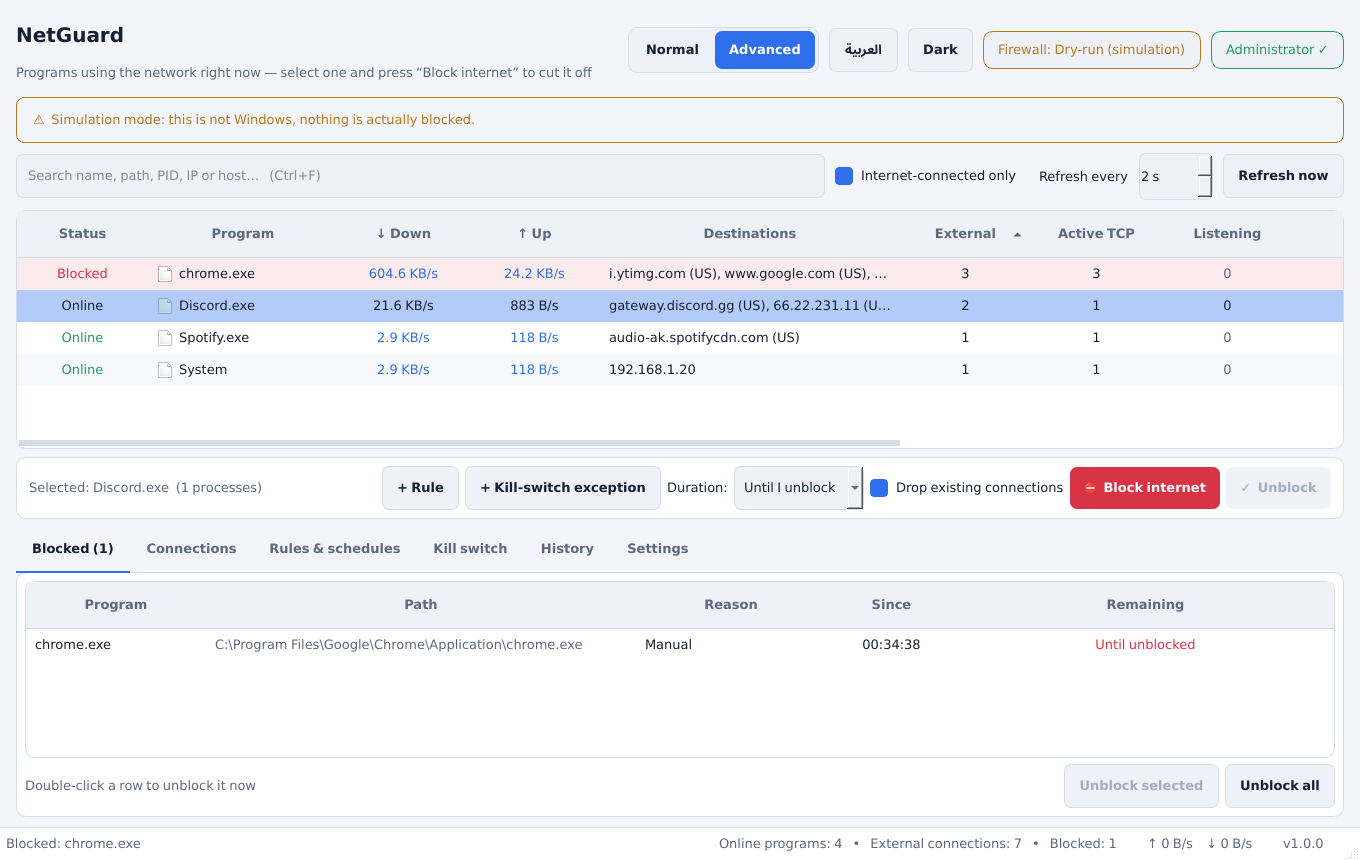 NetGuard
Normal Advanced العربية Dark Firewall: Dry-run (simulation) Administrator ✓
Programs using the network right now — select one and press “Block internet” to cut it off
⚠ Simulation mode: this is not Windows, nothing is actually blocked.
Search name, path, PID, IP or host… (Ctrl+F) Internet-connected only Refresh every 2 s Refresh now
Status Program ↓ Down ↑ Up Destinations External Active TCP Listening
Blocked chrome.exe 604.6 KB/s 24.2 KB/s i.ytimg.com (US), www.google.com (US), … 3 3 0
Online Discord.exe 21.6 KB/s 883 B/s gateway.discord.gg (US), 66.22.231.11 (U… 2 1 0
Online Spotify.exe 2.9 KB/s 118 B/s audio-ak.spotifycdn.com (US) 1 1 0
Online System 2.9 KB/s 118 B/s 192.168.1.20 1 1 0
Selected: Discord.exe (1 processes) + Rule + Kill-switch exception Duration: Until I unblock Drop existing connections ⛔ Block internet ✓ Unblock
Blocked (1) Connections Rules & schedules Kill switch History Settings
Program Path Reason Since Remaining
chrome.exe C:\Program Files\Google\Chrome\Application\chrome.exe Manual 00:34:38 Until unblocked
Double-click a row to unblock it now Unblock selected Unblock all
Blocked: chrome.exe Online programs: 4 • External connections: 7 • Blocked: 1 ↑ 0 B/s ↓ 0 B/s v1.0.0